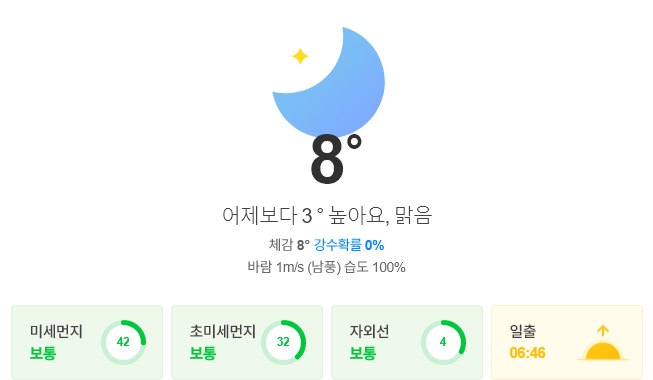 8°
어제보다 3° 높아요, 맑음
체감 8° 강수확률 0%
바람 1m/s (남풍) 습도 100%
미세먼지
보통
42
초미세먼지
보통
32
자외선
보통
4
일출
06:46